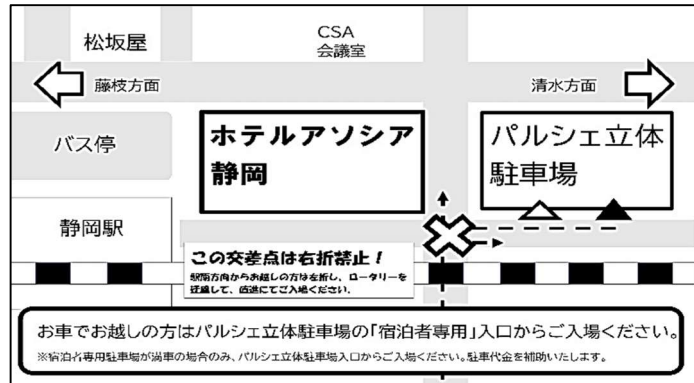 松坂屋
CSA
会議室
藤枝方面
清水方面
バス停
ホテルアソシア
静岡
パルシェ立体
駐車場
静岡駅
この交差点は右折禁止！
駅南方向からお越しの方は左折し、ロータリーを
迂回して、直進にてご入場ください。
お車でお越しの方はパルシェ立体駐車場の「宿泊者専用」入口からご入場ください。
※宿泊者専用駐車場が満車の場合のみ、パルシェ立体駐車場入口からご入場ください。駐車代金を補助いたします。